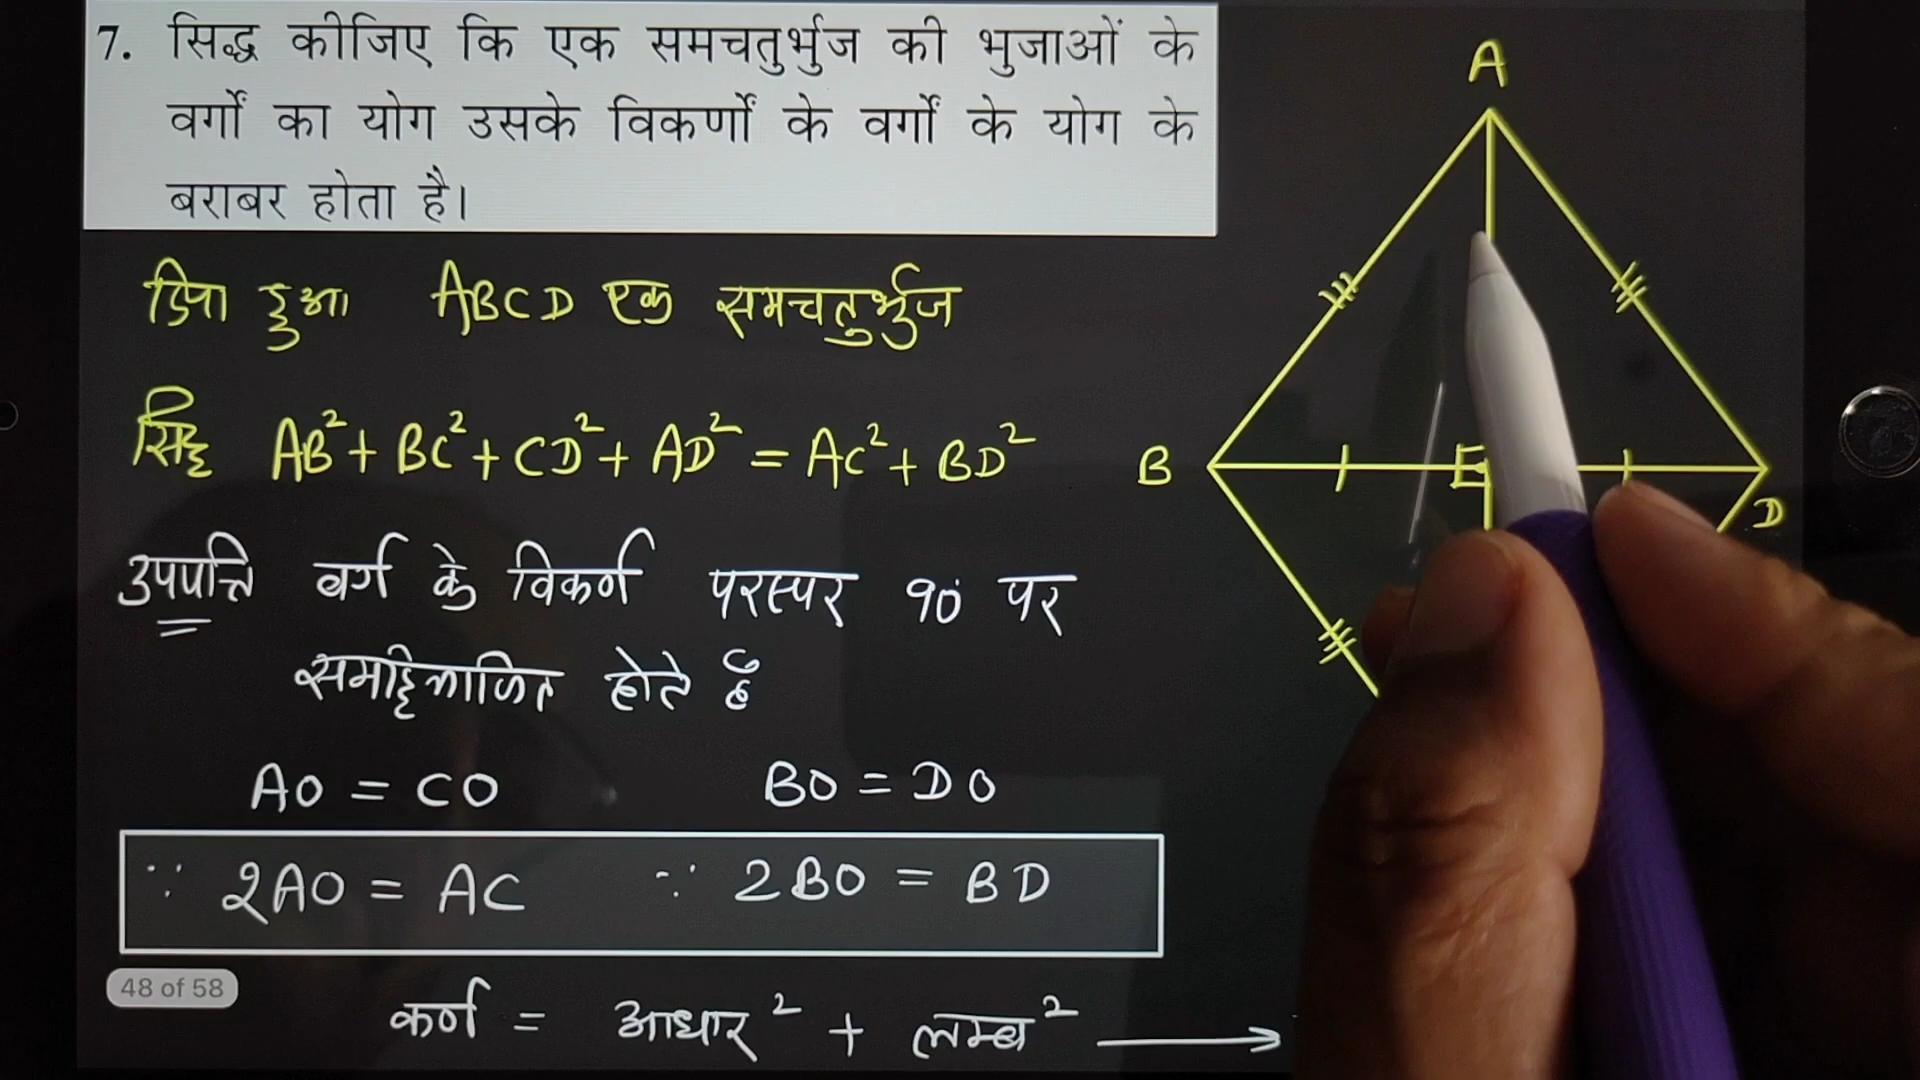 7. सिद्ध कीजिए कि एक समचतुर्भुज की भुजाओं के
वर्गों का योग उसके विकर्णों के वर्गों के योग के
बराबर होता है।
दिया हुआ ABCD एक समचतुर्भुज
सिद्ध AB² + BC² + CD² + AD² = AC² + BD²
उपपत्ति वर्ग के विकर्ण परस्पर 90° पर
समद्विभाजित होते है
AO = CO BO = DO
∵ 2AO = AC ∵ 2BO = BD
48 of 58
कर्ण = आधार² + लम्ब² ⟶
A
B
D